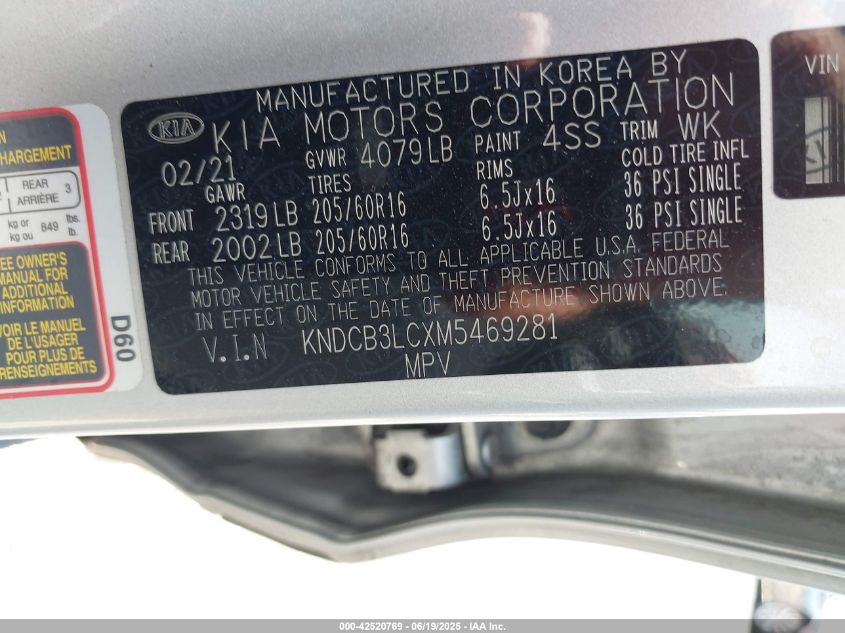 MANUFACTURED IN KOREA BY
KIA KIA MOTORS CORPORATION
02/21 GVWR 4079LB PAINT 4SS TRIM WK
GAWR TIRES RIMS COLD TIRE INFL
FRONT 2319LB 205/60R16 6.5Jx16 36 PSI SINGLE
REAR 2002LB 205/60R16 6.5Jx16 36 PSI SINGLE
THIS VEHICLE CONFORMS TO ALL APPLICABLE U.S.A. FEDERAL
MOTOR VEHICLE SAFETY AND THEFT PREVENTION STANDARDS
IN EFFECT ON THE DATE OF MANUFACTURE SHOWN ABOVE.
V.I.N KNDCB3LCXM5469281
MPV
CHARGEMENT
REAR
ARRIÈRE 3
kg or
kg ou 849 lbs.
lb.
SEE OWNER'S
MANUAL FOR
ADDITIONAL
INFORMATION
VOIR LE MANUEL
DE L'USAGER
POUR PLUS DE
RENSEIGNEMENTS
D60
VIN
000-42520769 - 06/19/2025 - IAA Inc.